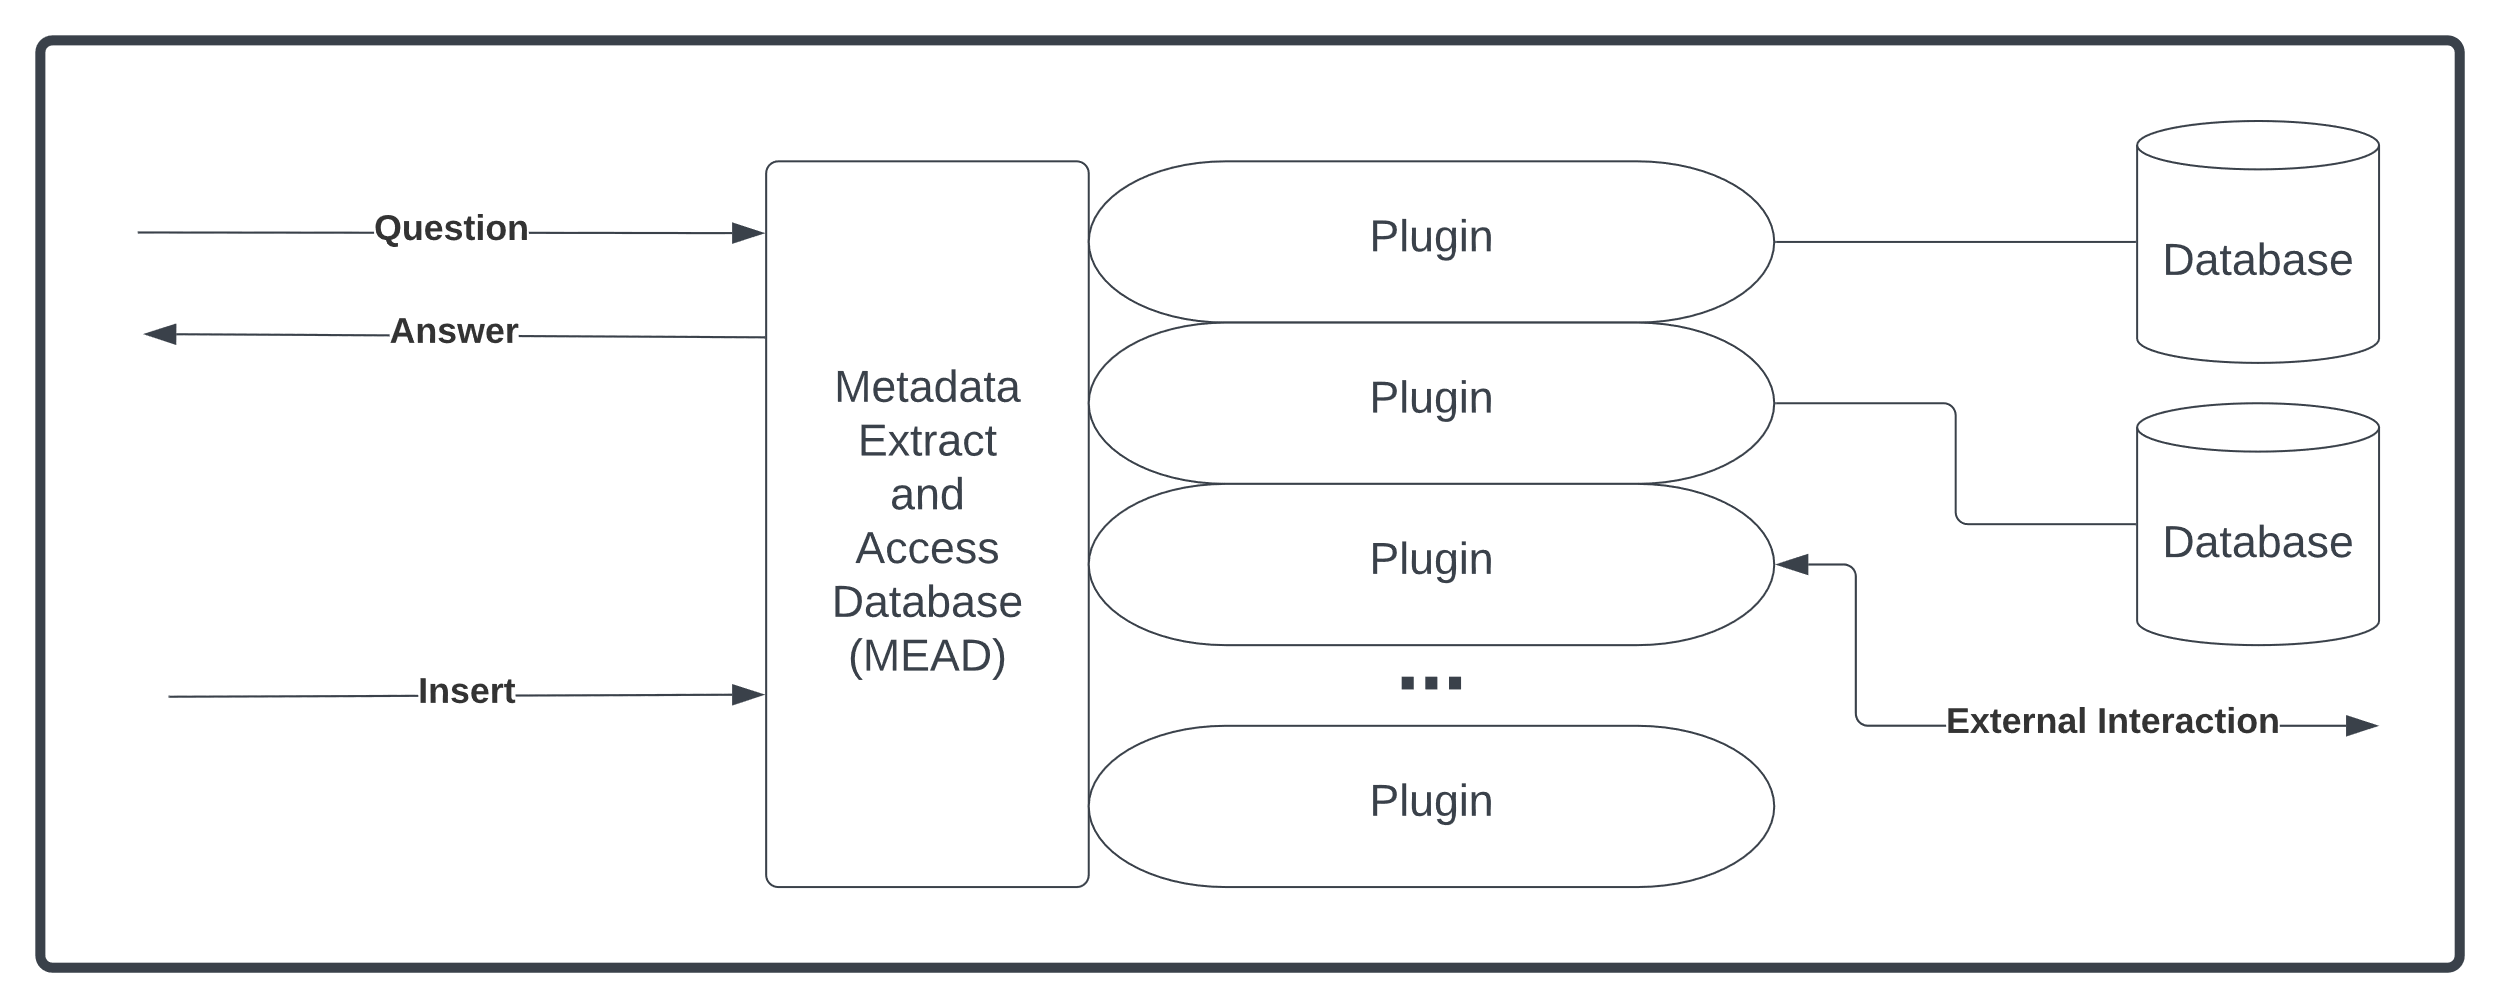 Question
Answer
Insert
Metadata
Extract
and
Access
Database
(MEAD)
Plugin
Plugin
Plugin
...
Plugin
Database
Database
External Interaction